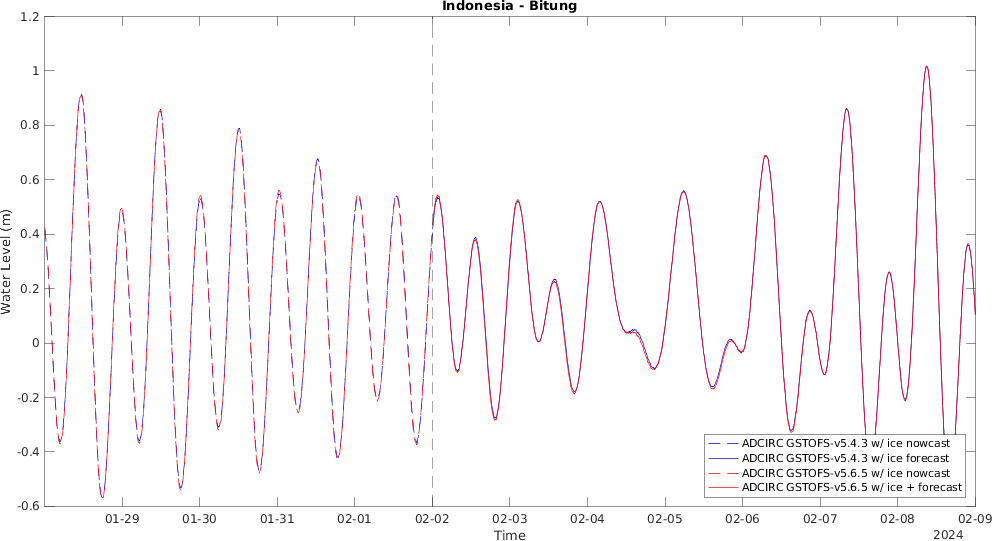 Indonesia - Bitung
1.2
1
0.8
0.6
0.4
0.2
0
-0.2
-0.4
-0.6
Water Level (m)
ADCIRC GSTOFS-v5.4.3 w/ ice nowcast
ADCIRC GSTOFS-v5.4.3 w/ ice forecast
ADCIRC GSTOFS-v5.6.5 w/ ice nowcast
ADCIRC GSTOFS-v5.6.5 w/ ice + forecast
01-29 01-30 01-31 02-01 02-02 02-03 02-04 02-05 02-06 02-07 02-08 02-09
Time
2024